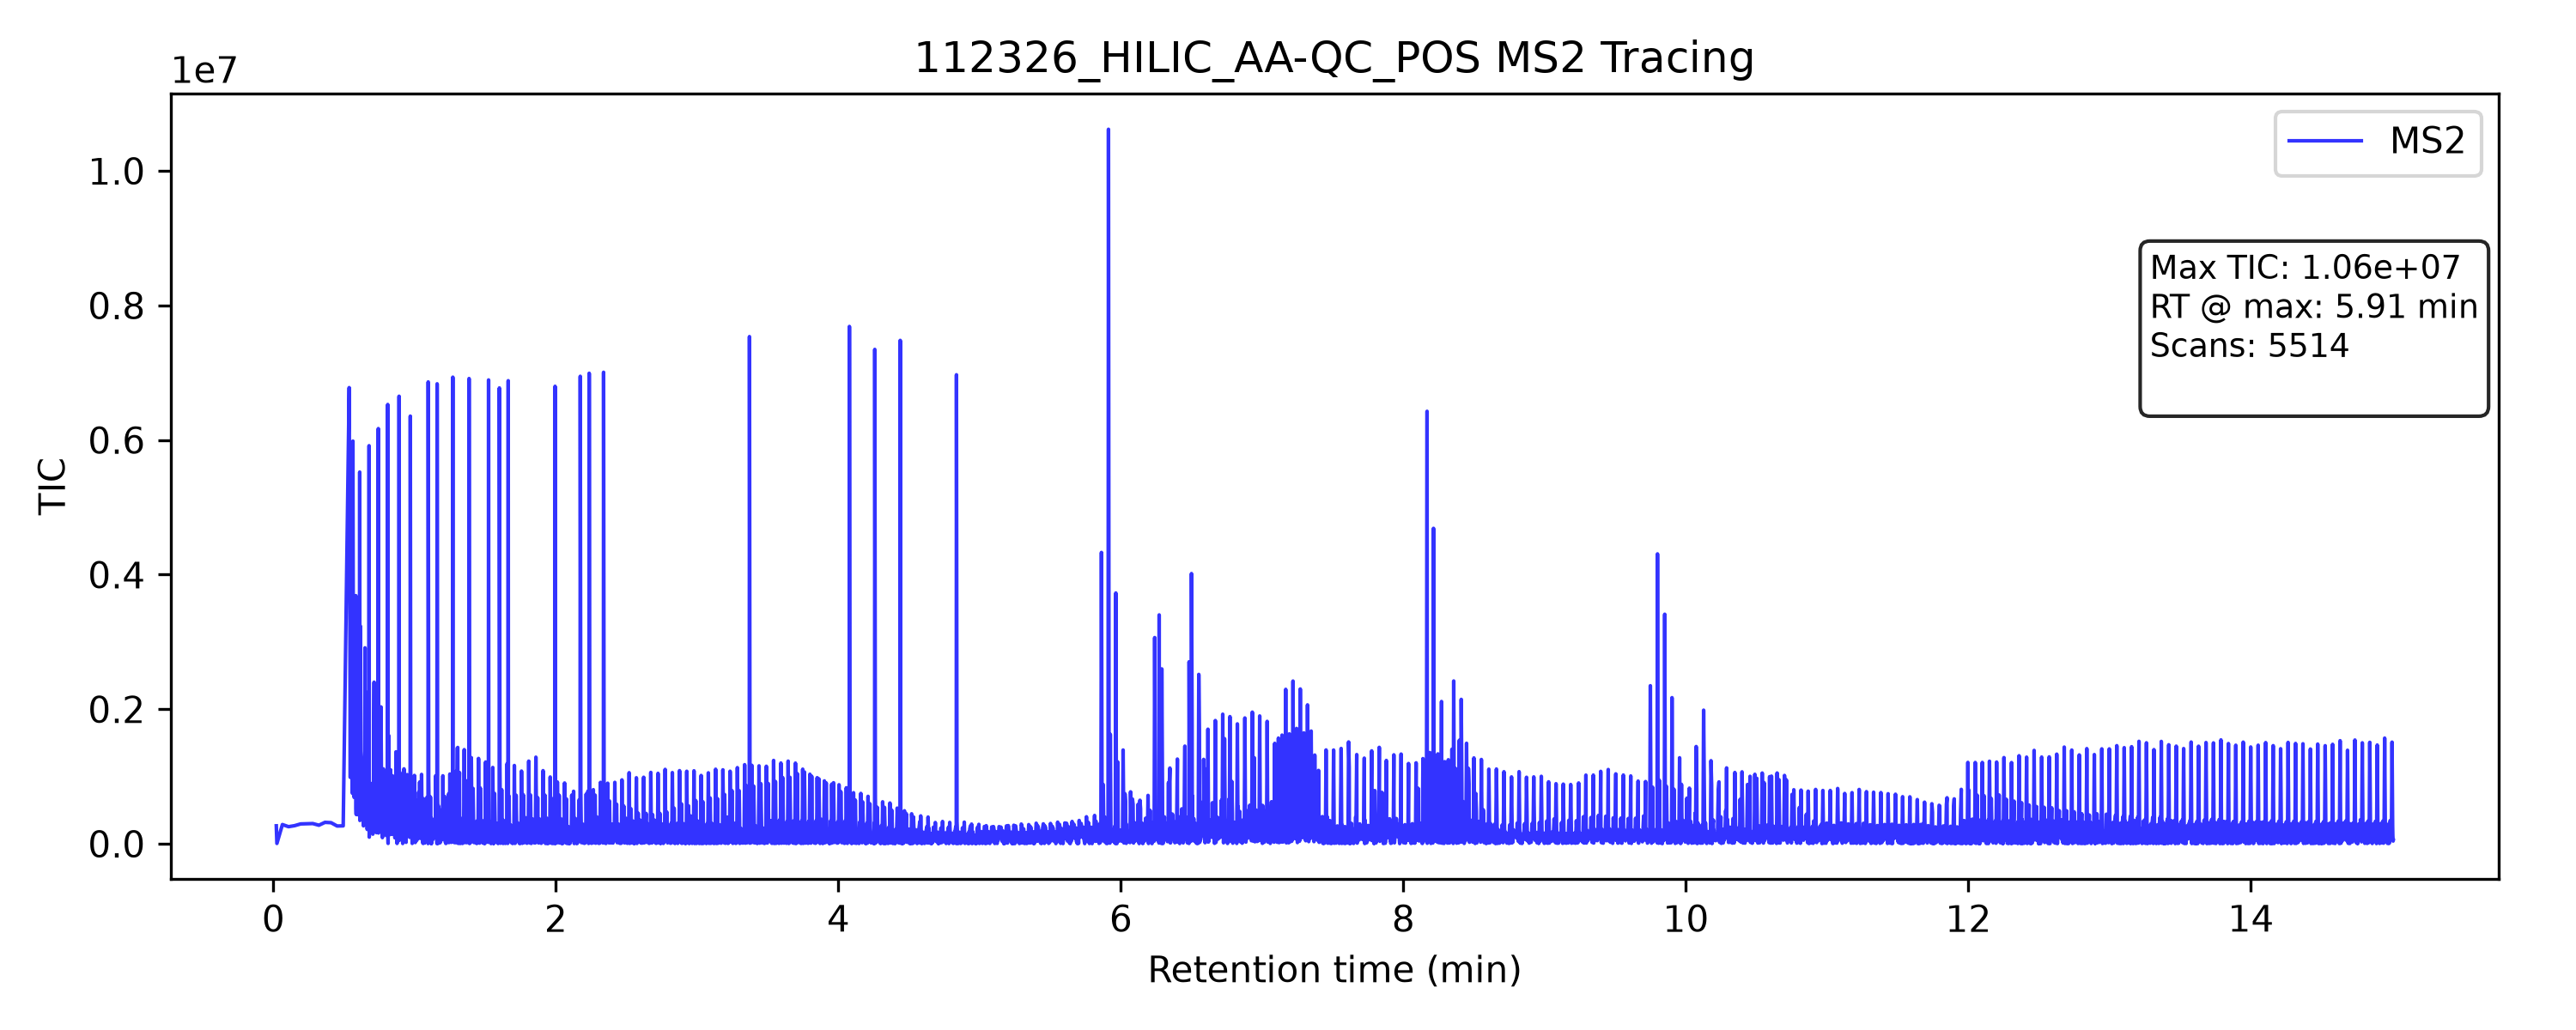 112326_HILIC_AA-QC_POS MS2 Tracing
1e7
MS2
Max TIC: 1.06e+07
RT @ max: 5.91 min
Scans: 5514
1.0
0.8
0.6
0.4
0.2
0.0
TIC
0 2 4 6 8 10 12 14
Retention time (min)